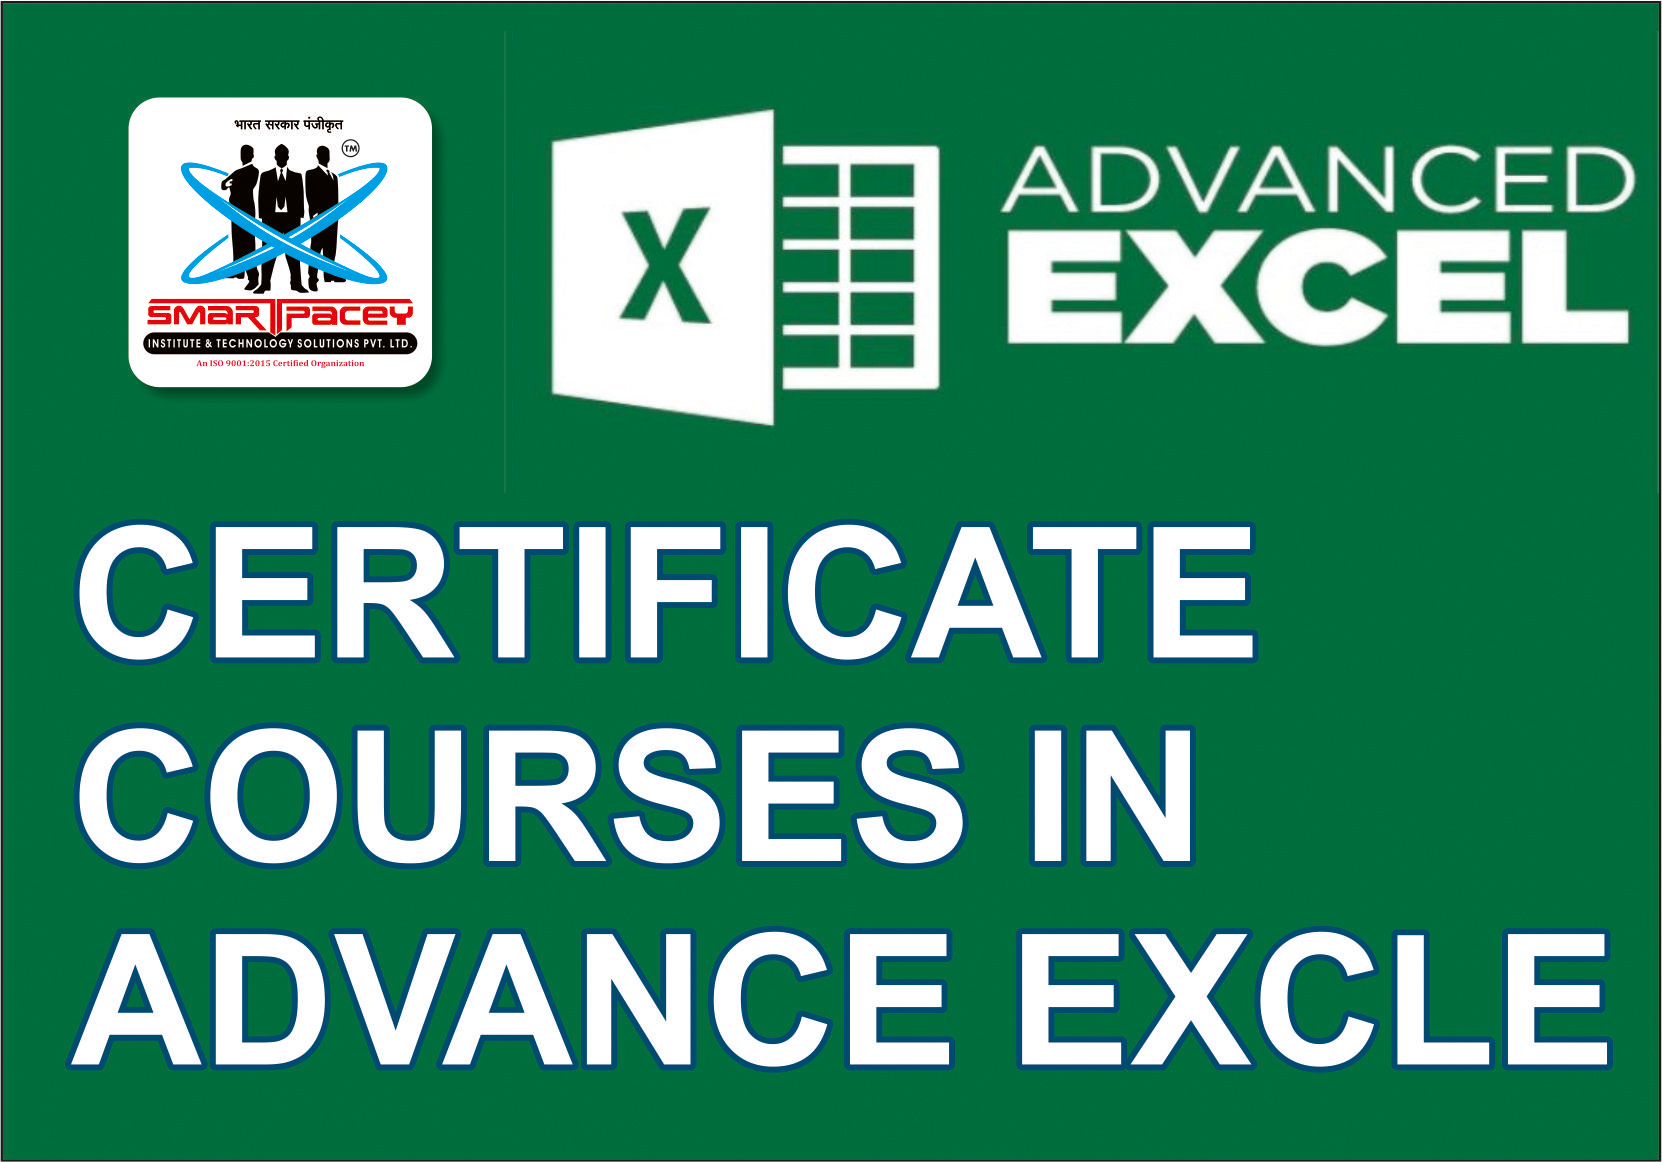 भारत सरकार पंजीकृत
TM
SMARTPACEY
INSTITUTE & TECHNOLOGY SOLUTIONS PVT. LTD.
An ISO 9001:2015 Certified Organization
X
ADVANCED
EXCEL
CERTIFICATE
COURSES IN
ADVANCE EXCLE